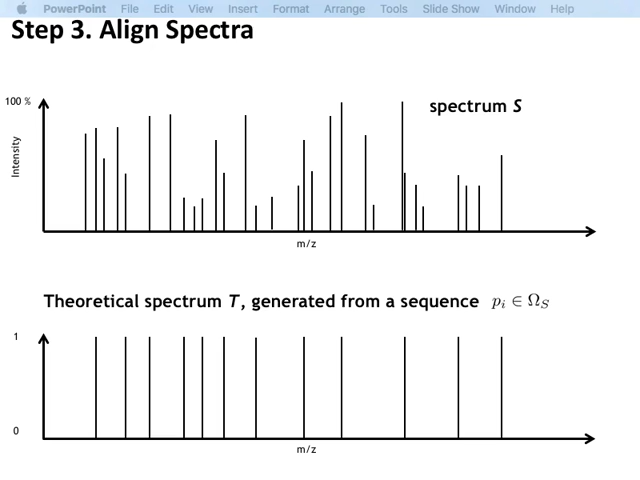 PowerPoint File Edit View Insert Format Arrange Tools Slide Show Window Help
Step 3. Align Spectra
100 %
spectrum S
Intensity
m/z
Theoretical spectrum T, generated from a sequence pᵢ ∈ Ω_S
1
0
m/z